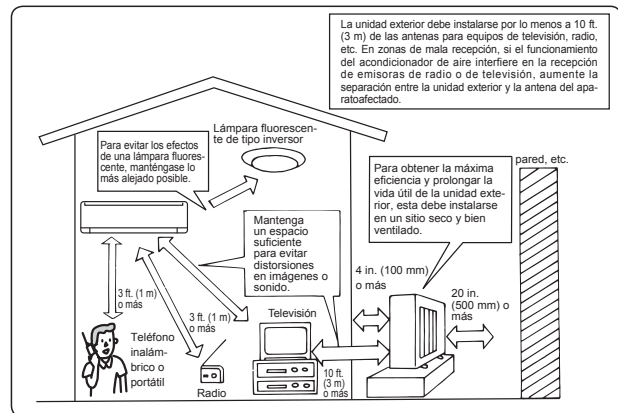 La unidad exterior debe instalarse por lo menos a 10 ft.
(3 m) de las antenas para equipos de televisión, radio,
etc. En zonas de mala recepción, si el funcionamiento
del acondicionador de aire interfiere en la recepción
de emisoras de radio o de televisión, aumente la
separación entre la unidad exterior y la antena del apa-
ratoafectado.
Lámpara fluorescen-
te de tipo inversor
Para evitar los efectos
de una lámpara fluores-
cente, manténgase lo
más alejado posible.
Para obtener la máxima
eficiencia y prolongar la
vida útil de la unidad exte-
rior, esta debe instalarse
en un sitio seco y bien
ventilado.
pared, etc.
Mantenga
un espacio
suficiente
para evitar
distorsiones
en imágenes o
sonido.
4 in. (100 mm)
o más
20 in.
(500 mm) o
más
3 ft. (1 m)
o más
3 ft. (1 m)
o más
Televisión
Teléfono
inalám-
brico o
portátil
Radio
10 ft.
(3 m)
o más